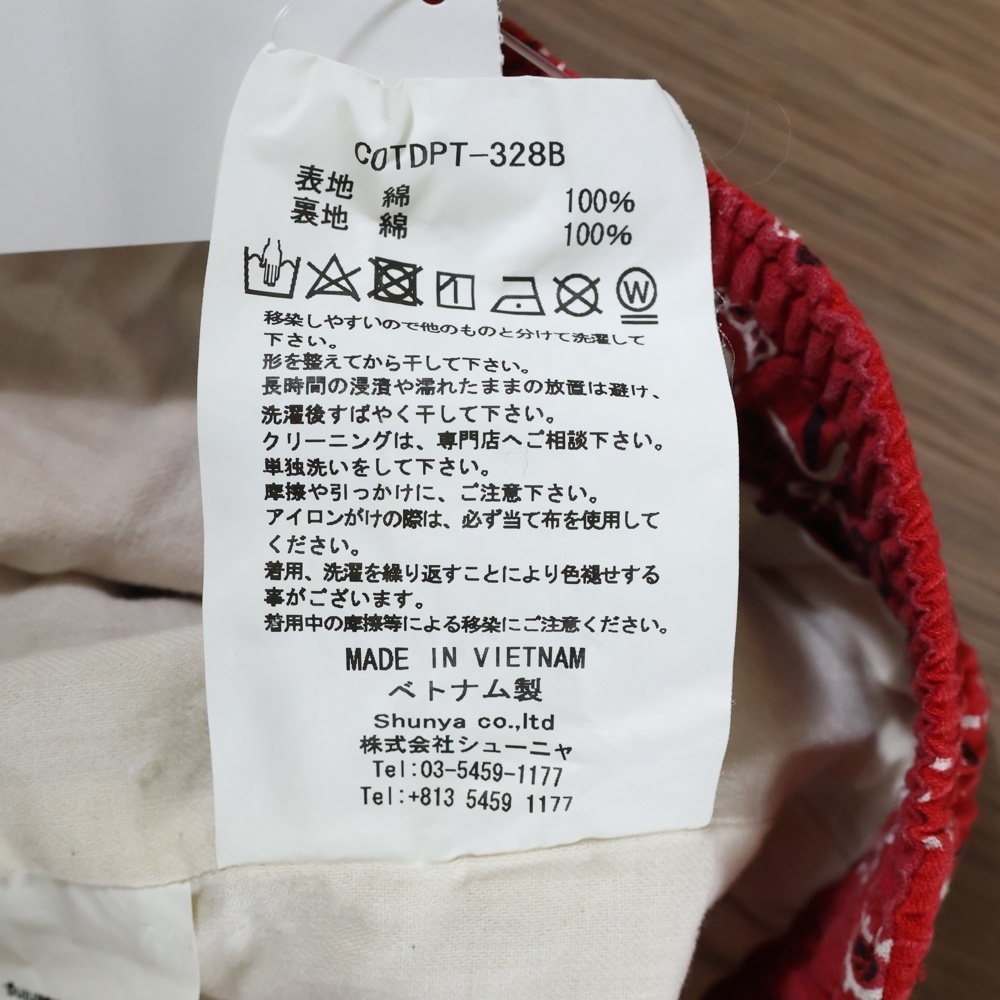 COTDPT-328B
表地 綿 100%
裏地 綿 100%
W
移染しやすいので他のものと分けて洗濯して
下さい。
形を整えてから干して下さい。
長時間の浸漬や濡れたままの放置は避け、
洗濯後すばやく干して下さい。
クリーニングは、専門店へご相談下さい。
単独洗いをして下さい。
摩擦や引っかけに、ご注意下さい。
アイロンがけの際は、必ず当て布を使用して
ください。
着用、洗濯を繰り返すことにより色褪せする
事がございます。
着用中の摩擦等による移染にご注意ください。
MADE IN VIETNAM
ベトナム製
Shunya co.,ltd
株式会社シューニャ
Tel:03-5459-1177
Tel:+813 5459 1177